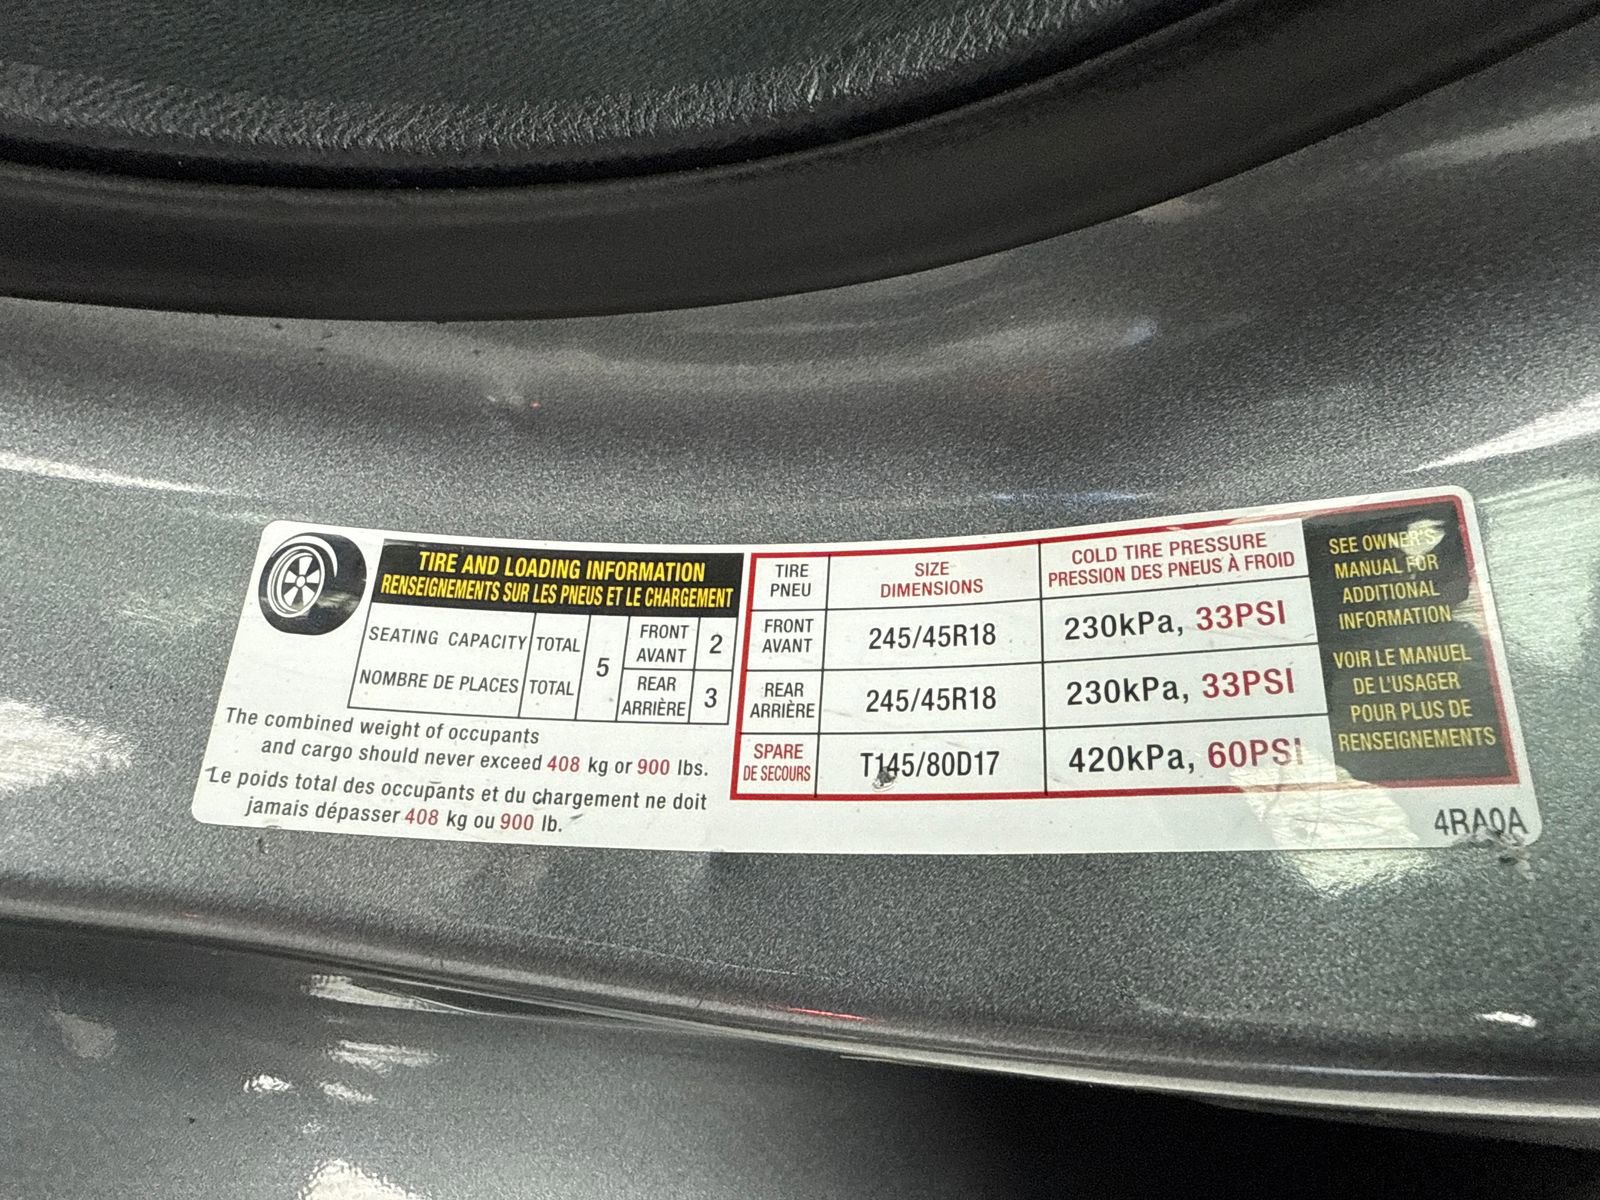 TIRE AND LOADING INFORMATION
RENSEIGNEMENTS SUR LES PNEUS ET LE CHARGEMENT
SEATING CAPACITY
NOMBRE DE PLACES
TOTAL
TOTAL
5
FRONT
AVANT
2
REAR
ARRIÈRE
3
The combined weight of occupants
and cargo should never exceed 408 kg or 900 lbs.
Le poids total des occupants et du chargement ne doit
jamais dépasser 408 kg ou 900 lb.
TIRE
PNEU
SIZE
DIMENSIONS
COLD TIRE PRESSURE
PRESSION DES PNEUS À FROID
FRONT
AVANT
245/45R18
230kPa, 33PSI
REAR
ARRIÈRE
245/45R18
230kPa, 33PSI
SPARE
DE SECOURS
T145/80D17
420kPa, 60PSI
SEE OWNER'S
MANUAL FOR
ADDITIONAL
INFORMATION
VOIR LE MANUEL
DE L'USAGER
POUR PLUS DE
RENSEIGNEMENTS
4RA0A